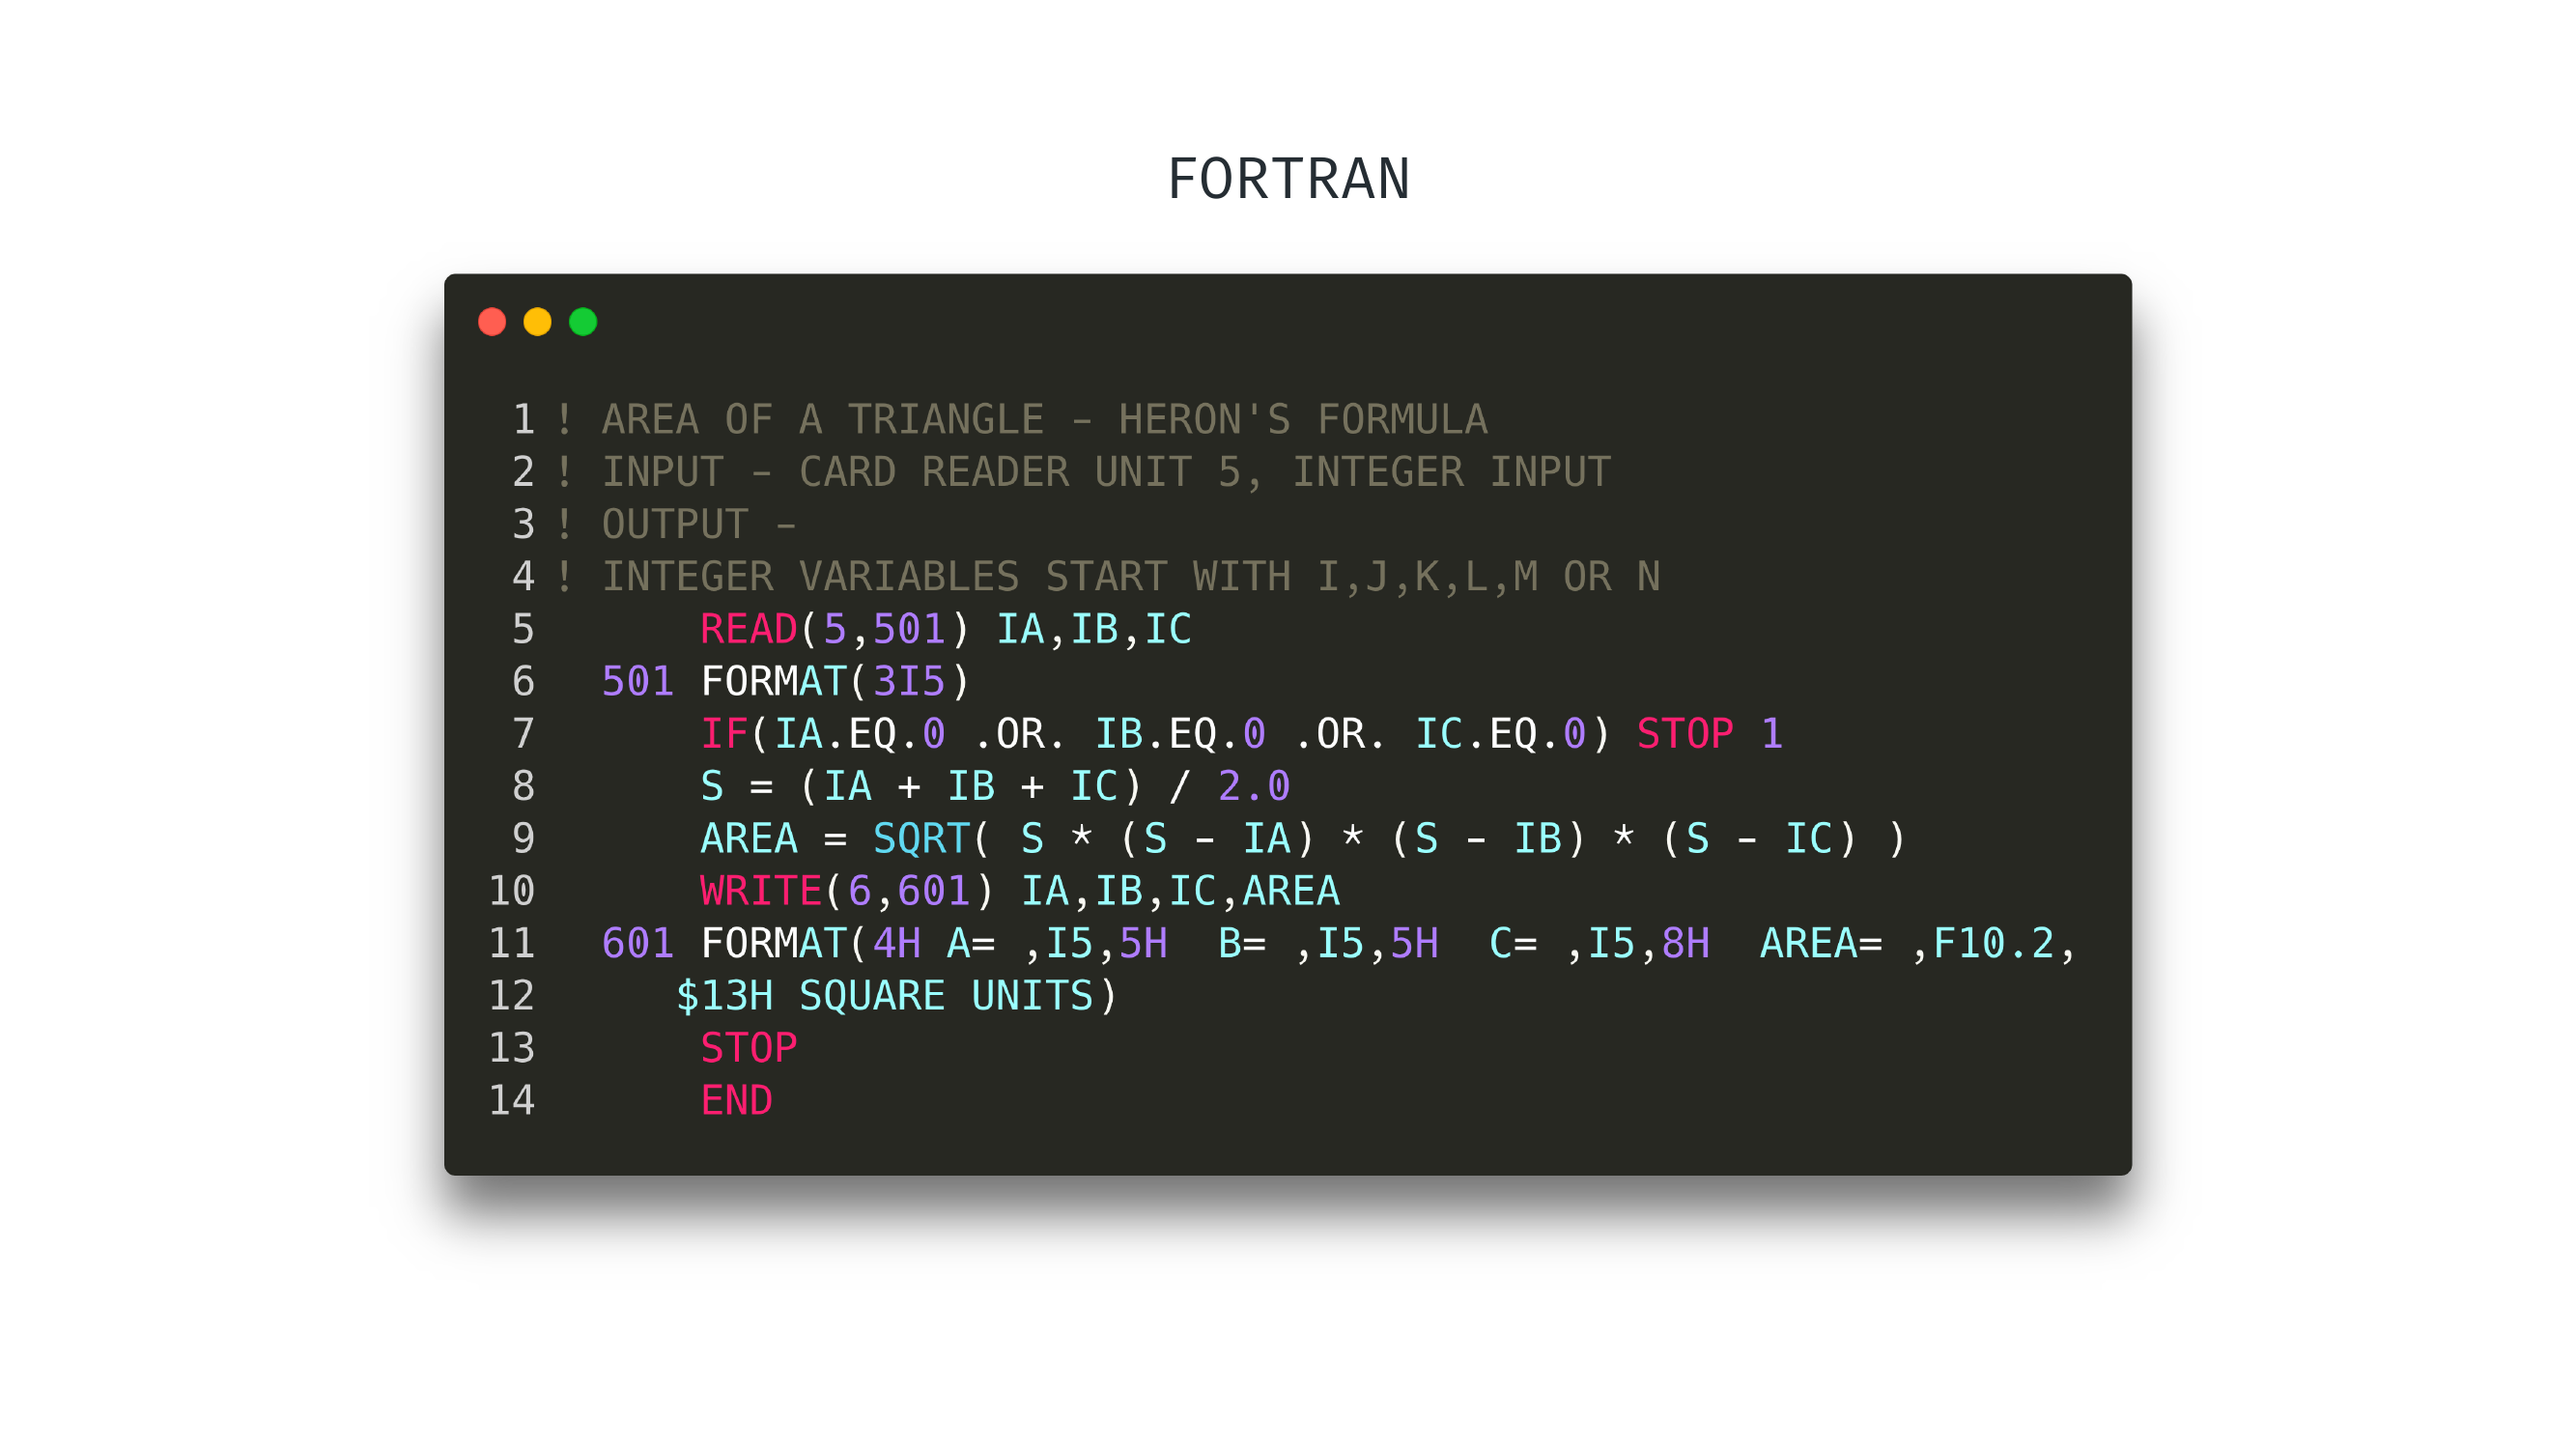 FORTRAN
1 ! AREA OF A TRIANGLE - HERON'S FORMULA
2 ! INPUT - CARD READER UNIT 5, INTEGER INPUT
3 ! OUTPUT -
4 ! INTEGER VARIABLES START WITH I,J,K,L,M OR N
5       READ(5,501) IA,IB,IC
6   501 FORMAT(3I5)
7       IF(IA.EQ.0 .OR. IB.EQ.0 .OR. IC.EQ.0) STOP 1
8       S = (IA + IB + IC) / 2.0
9       AREA = SQRT( S * (S - IA) * (S - IB) * (S - IC) )
10       WRITE(6,601) IA,IB,IC,AREA
11   601 FORMAT(4H A= ,I5,5H  B= ,I5,5H  C= ,I5,8H  AREA= ,F10.2,
12      $13H SQUARE UNITS)
13       STOP
14       END